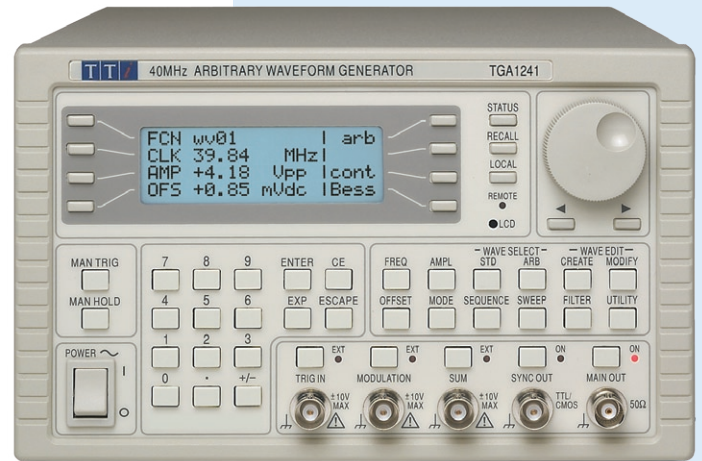 TTi 40MHz ARBITRARY WAVEFORM GENERATOR TGA1241
STATUS
FCN wv01 | arb
RECALL
CLK 39.84 MHz|
LOCAL
AMP +4.18 Vpp |cont
REMOTE
OFS +0.85 mVdc |Bess
LCD
WAVE SELECT
WAVE EDIT
MAN TRIG
7 8 9 ENTER CE
FREQ AMPL STD ARB CREATE MODIFY
MAN HOLD
4 5 6 EXP ESCAPE
OFFSET MODE SEQUENCE SWEEP FILTER UTILITY
POWER
1 2 3
EXT EXT EXT ON ON
I
0 . +/–
TRIG IN MODULATION SUM SYNC OUT MAIN OUT
O
±10V MAX
±10V MAX
±10V MAX
TTL/ CMOS
50Ω